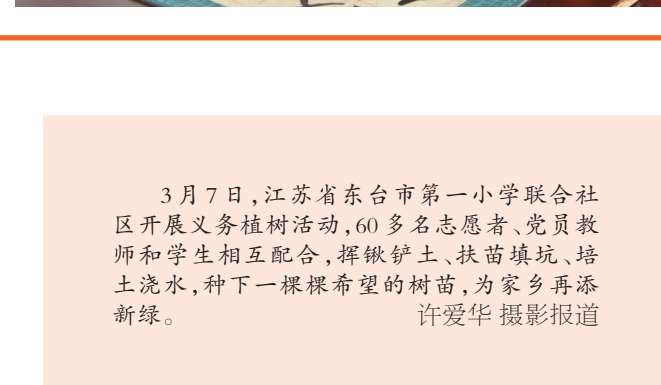 3月7日，江苏省东台市第一小学联合社
区开展义务植树活动，60多名志愿者、党员教
师和学生相互配合，挥锹铲土、扶苗填坑、培
土浇水，种下一棵棵希望的树苗，为家乡再添
新绿。 许爱华 摄影报道